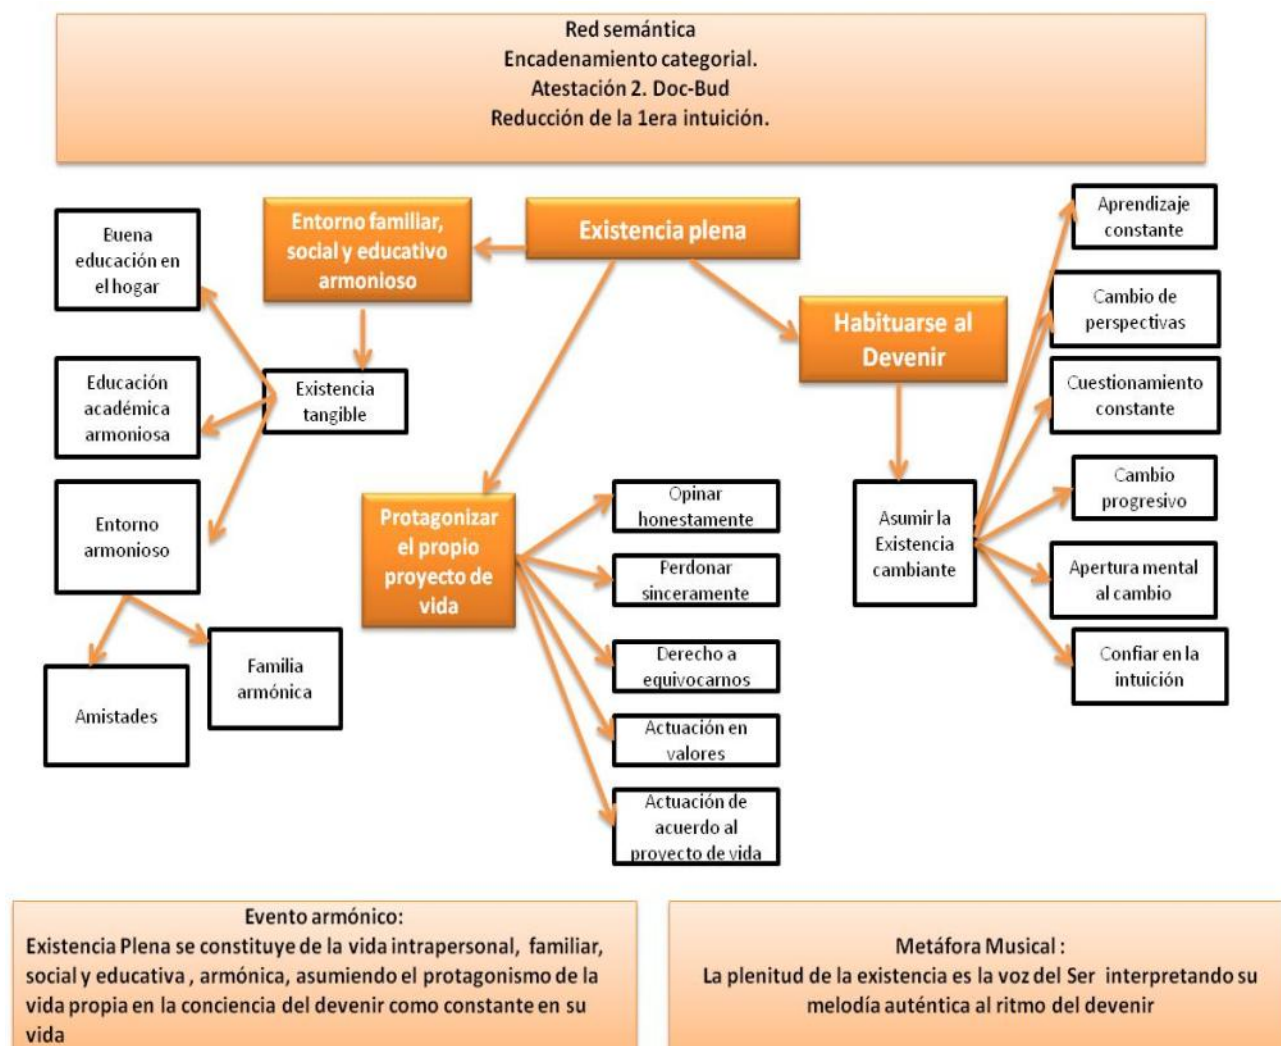 Red semántica
Encadenamiento categorial.
Atestación 2. Doc-Bud
Reducción de la 1era intuición.
Buena
educación en
el hogar
Entorno familiar,
social y educativo
armonioso
Existencia plena
Aprendizaje
constante
Cambio de
perspectivas
Habituarse al
Devenir
Educación
académica
armoniosa
Existencia
tangible
Cuestionamiento
constante
Entorno
armonioso
Protagonizar
el propio
proyecto de
vida
Opinar
honestamente
Asumir la
Existencia
cambiante
Cambio
progresivo
Perdonar
sinceramente
Apertura mental
al cambio
Familia
armónica
Derecho a
equivocarnos
Confiar en la
intuición
Amistades
Actuación en
valores
Actuación de
acuerdo al
proyecto de vida
Evento armónico:
Existencia Plena se constituye de la vida intrapersonal, familiar,
social y educativa , armónica, asumiendo el protagonismo de la
vida propia en la conciencia del devenir como constante en su
vida
Metáfora Musical :
La plenitud de la existencia es la voz del Ser interpretando su
melodía auténtica al ritmo del devenir